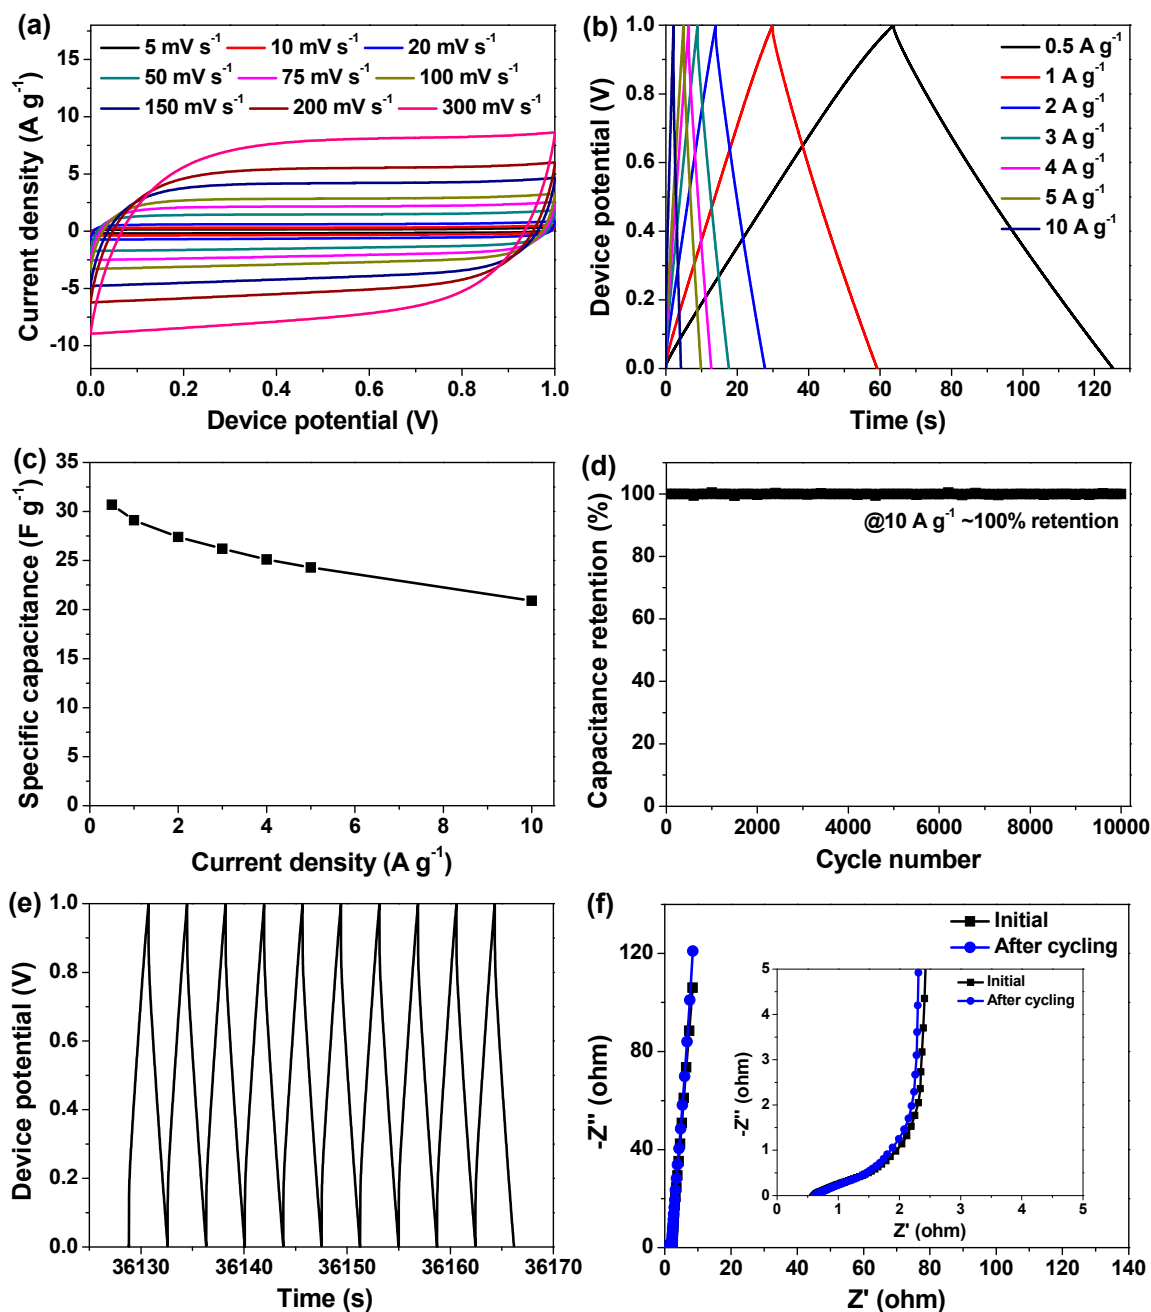 (a)
5 mV s⁻¹ 10 mV s⁻¹ 20 mV s⁻¹
50 mV s⁻¹ 75 mV s⁻¹ 100 mV s⁻¹
150 mV s⁻¹ 200 mV s⁻¹ 300 mV s⁻¹
Current density (A g⁻¹)
15
10
5
0
-5
-10
0.0 0.2 0.4 0.6 0.8 1.0
Device potential (V)
(b)
0.5 A g⁻¹
1 A g⁻¹
2 A g⁻¹
3 A g⁻¹
4 A g⁻¹
5 A g⁻¹
10 A g⁻¹
Device potential (V)
1.0
0.8
0.6
0.4
0.2
0.0
0 20 40 60 80 100 120
Time (s)
(c)
Specific capacitance (F g⁻¹)
35
30
25
20
15
10
5
0
0 2 4 6 8 10
Current density (A g⁻¹)
(d)
@10 A g⁻¹ ~100% retention
Capacitance retention (%)
100
80
60
40
20
0
0 2000 4000 6000 8000 10000
Cycle number
(e)
Device potential (V)
1.0
0.8
0.6
0.4
0.2
0.0
36130 36140 36150 36160 36170
Time (s)
(f)
Initial
After cycling
-Z'' (ohm)
120
80
40
0
0 20 40 60 80 100 120 140
Z' (ohm)
Initial
After cycling
-Z'' (ohm)
5
4
3
2
1
0
0 1 2 3 4 5
Z' (ohm)